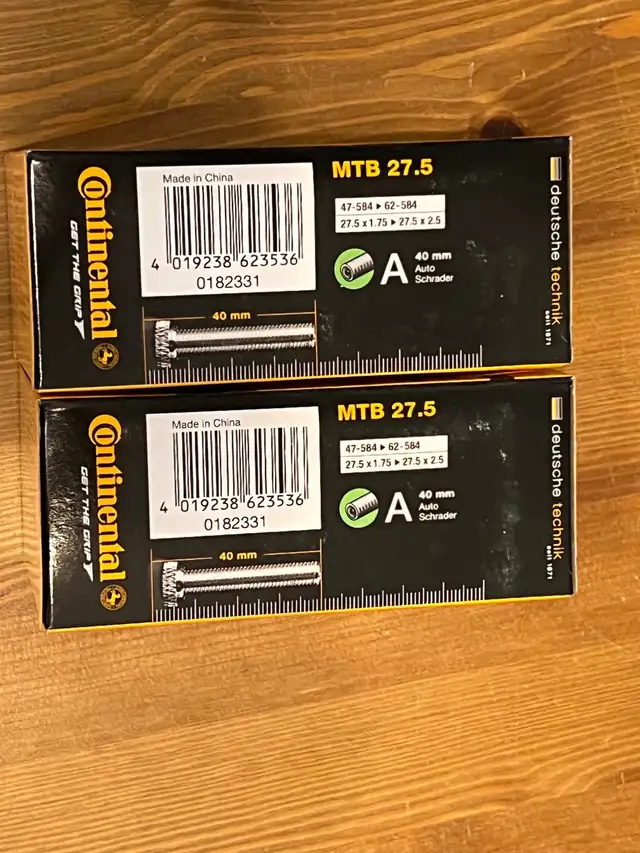 Continental
GET THE GRIP
Made in China
4 019238 623536
0182331
40 mm
MTB 27.5
47-584 ▸ 62-584
27.5 x 1.75 ▸ 27.5 x 2.5
A
40 mm
Auto
Schrader
deutsche technik
seit 1871
Continental
GET THE GRIP
Made in China
4 019238 623536
0182331
40 mm
MTB 27.5
47-584 ▸ 62-584
27.5 x 1.75 ▸ 27.5 x 2.5
A
40 mm
Auto
Schrader
deutsche technik
seit 1871